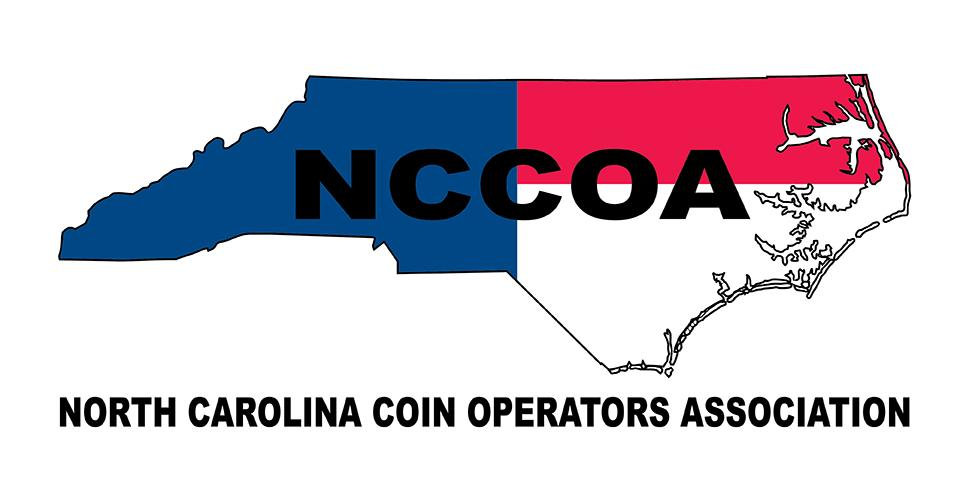 NCCOA
NORTH CAROLINA COIN OPERATORS ASSOCIATION